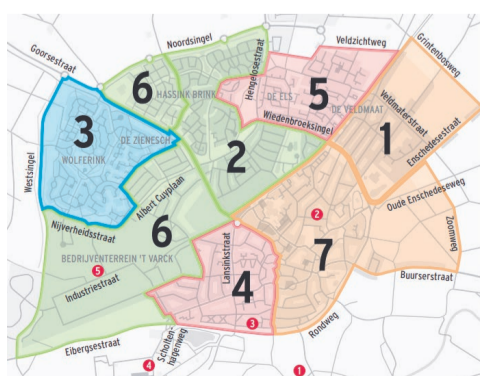 Noordsingel
Veldzichtweg
Grintenbosweg
Goorsestraat
6
HASSINK BRINK
Hengelosestraat
DE ELS
5
DE VELDMAAT
Veldmaterstraat
1
Enschedesestraat
3
DE ZIENESCH
WOLFERINK
Wiedenbroeksingel
2
Westsingel
Albert Cuyplaan
Oude Enschedeseweg
Nijverheidsstraat
6
2
7
Zoomweg
BEDRIJVENTERREIN 'T VARCK
5
Lansinkstraat
4
Buurserstraat
Industriestraat
3
Rondweg
Eibergsestraat
Scholten-
hagenweg
4
1